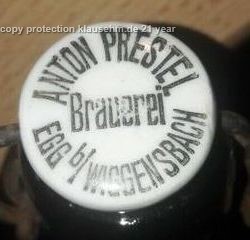 copy protection klausehm.de 21 year
ANTON PRESTEL
Brauerei
EGG b/ WIGGENSBACH